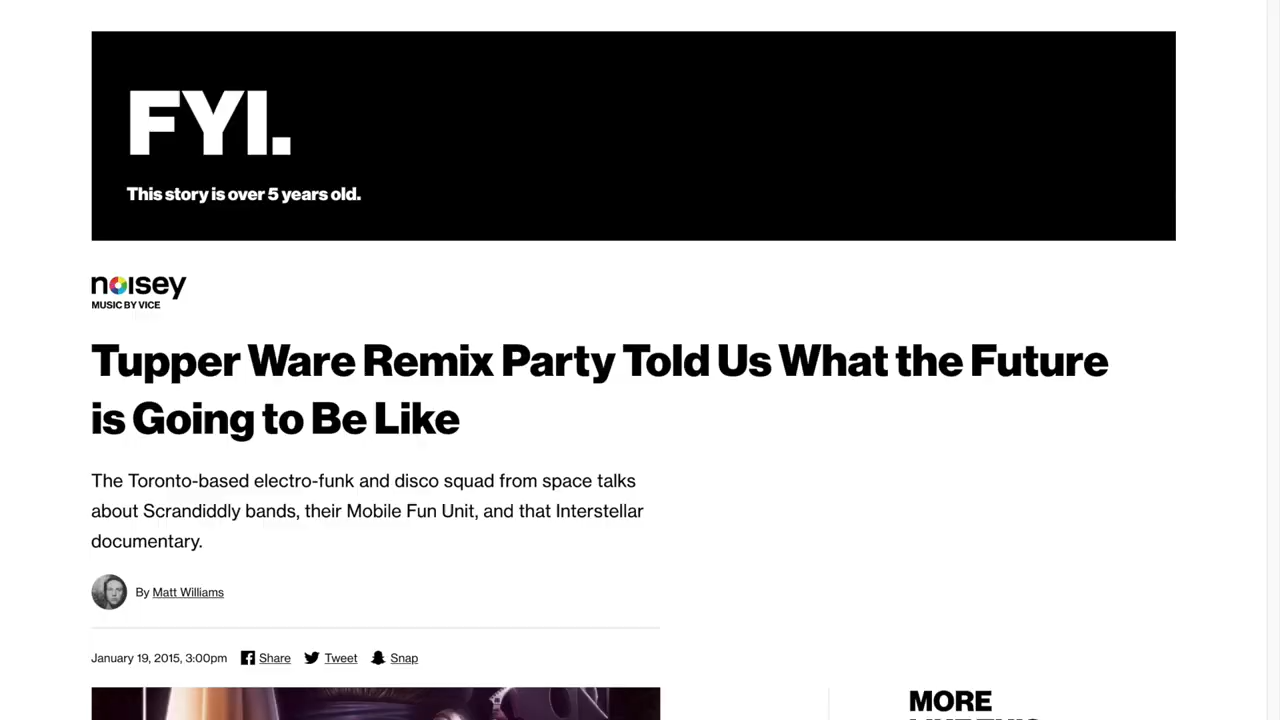 FYI.
This story is over 5 years old.
noisey
MUSIC BY VICE
Tupper Ware Remix Party Told Us What the Future
is Going to Be Like
The Toronto-based electro-funk and disco squad from space talks
about Scrandiddly bands, their Mobile Fun Unit, and that Interstellar
documentary.
By Matt Williams
January 19, 2015, 3:00pm Share Tweet Snap
MORE